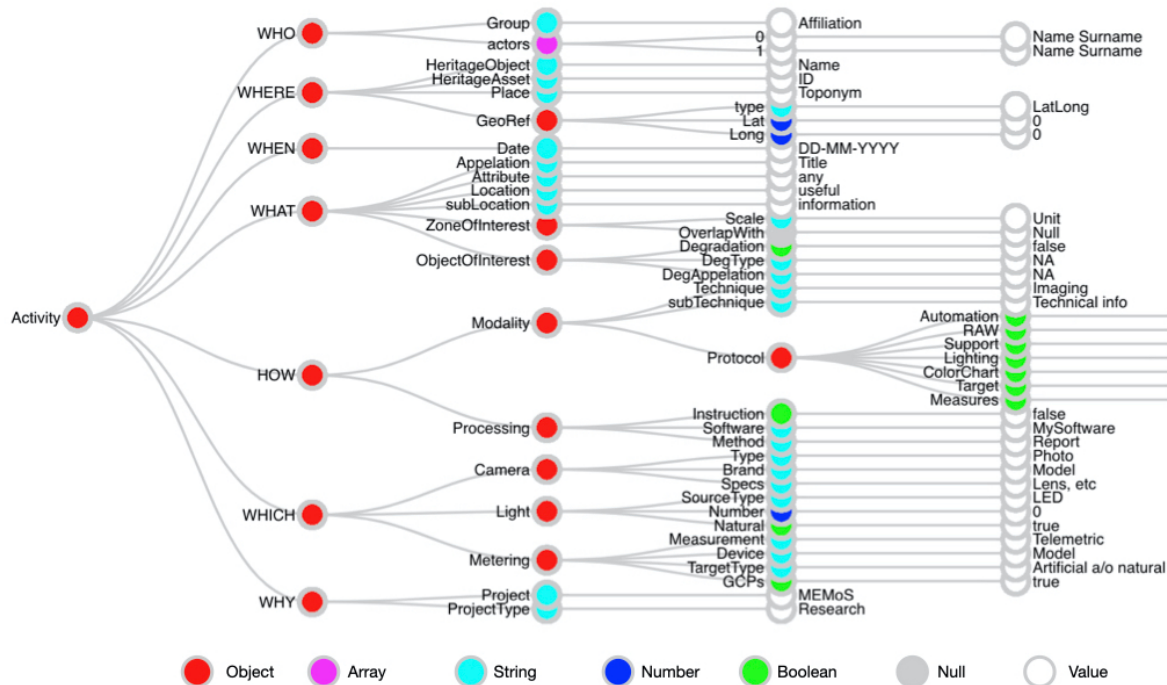 Group Affiliation
WHO
actors 0 Name Surname
1 Name Surname
HeritageObject Name
HeritageAsset ID
WHERE Place Toponym
type LatLong
GeoRef Lat 0
Long 0
WHEN Date DD-MM-YYYY
Appelation Title
Attribute any
Location useful
WHAT subLocation information
ZoneOfInterest Scale Unit
OverlapWith Null
Degradation false
ObjectOfInterest DegType NA
DegAppelation NA
Technique Imaging
subTechnique Technical info
Activity Modality Automation
RAW
Support
Protocol Lighting
HOW ColorChart
Target
Measures
Instruction false
Processing Software MySoftware
Method Report
Type Photo
Camera Brand Model
Specs Lens, etc
SourceType LED
WHICH Light Number 0
Natural true
Measurement Telemetric
Metering Device Model
TargetType Artificial a/o natural
GCPs true
Project MEMoS
WHY ProjectType Research
Object Array String Number Boolean Null Value